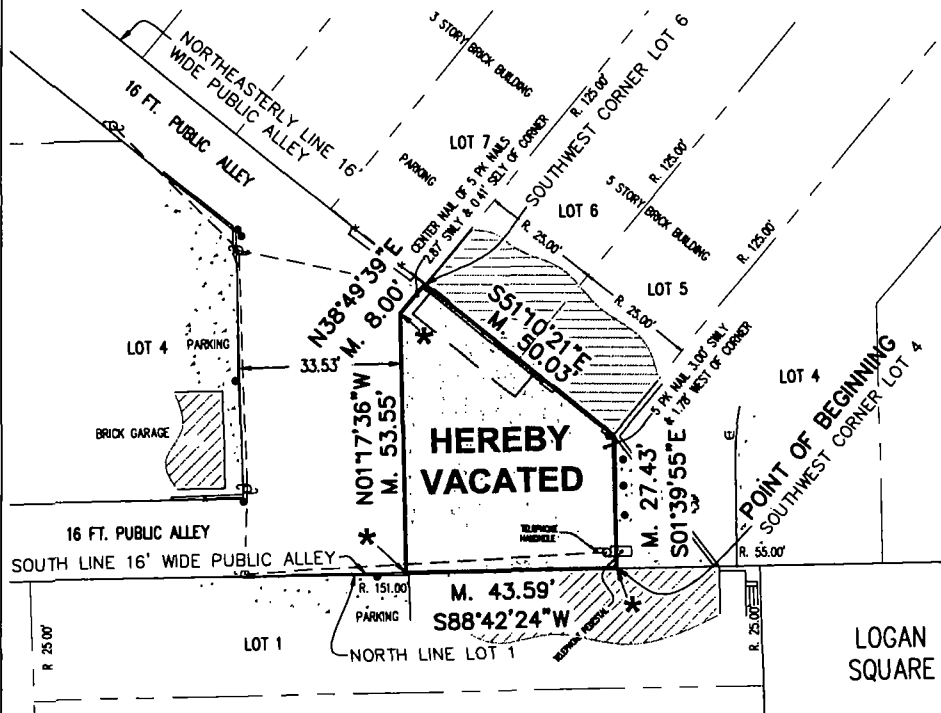 NORTHEASTERLY LINE 16'
WIDE PUBLIC ALLEY
16 FT. PUBLIC ALLEY
3 STORY BRICK BUILDING
R. 125.00'
SOUTHWEST CORNER LOT 6
LOT 7
PARKING
CENTER NAIL OF 5 PK NAILS
2.87' SWLY & 0.41' SELY OF CORNER
R. 125.00'
5 STORY BRICK BUILDING
LOT 6
R. 25.00'
R. 125.00'
LOT 5
R. 25.00'
N38°49'39"E
M. 8.00'
*
S51°10'21"E
M. 50.03'
5 PK NAIL 3.00' SWLY
& 1.78' WEST OF CORNER
LOT 4
PARKING
33.53'
BRICK GARAGE
N01°17'36"W
M. 53.55'
HEREBY
VACATED
M. 27.43'
S01°39'55"E
*
LOT 4
POINT OF BEGINNING
SOUTHWEST CORNER LOT 4
16 FT. PUBLIC ALLEY
SOUTH LINE 16' WIDE PUBLIC ALLEY
*
TELEPHONE
HANDHOLE
R. 55.00'
R. 151.00'
PARKING
M. 43.59'
S88°42'24"W
TELEPHONE PEDESTAL
*
R 25.00'
LOT 1
NORTH LINE LOT 1
R. 25.00'
LOGAN
SQUARE